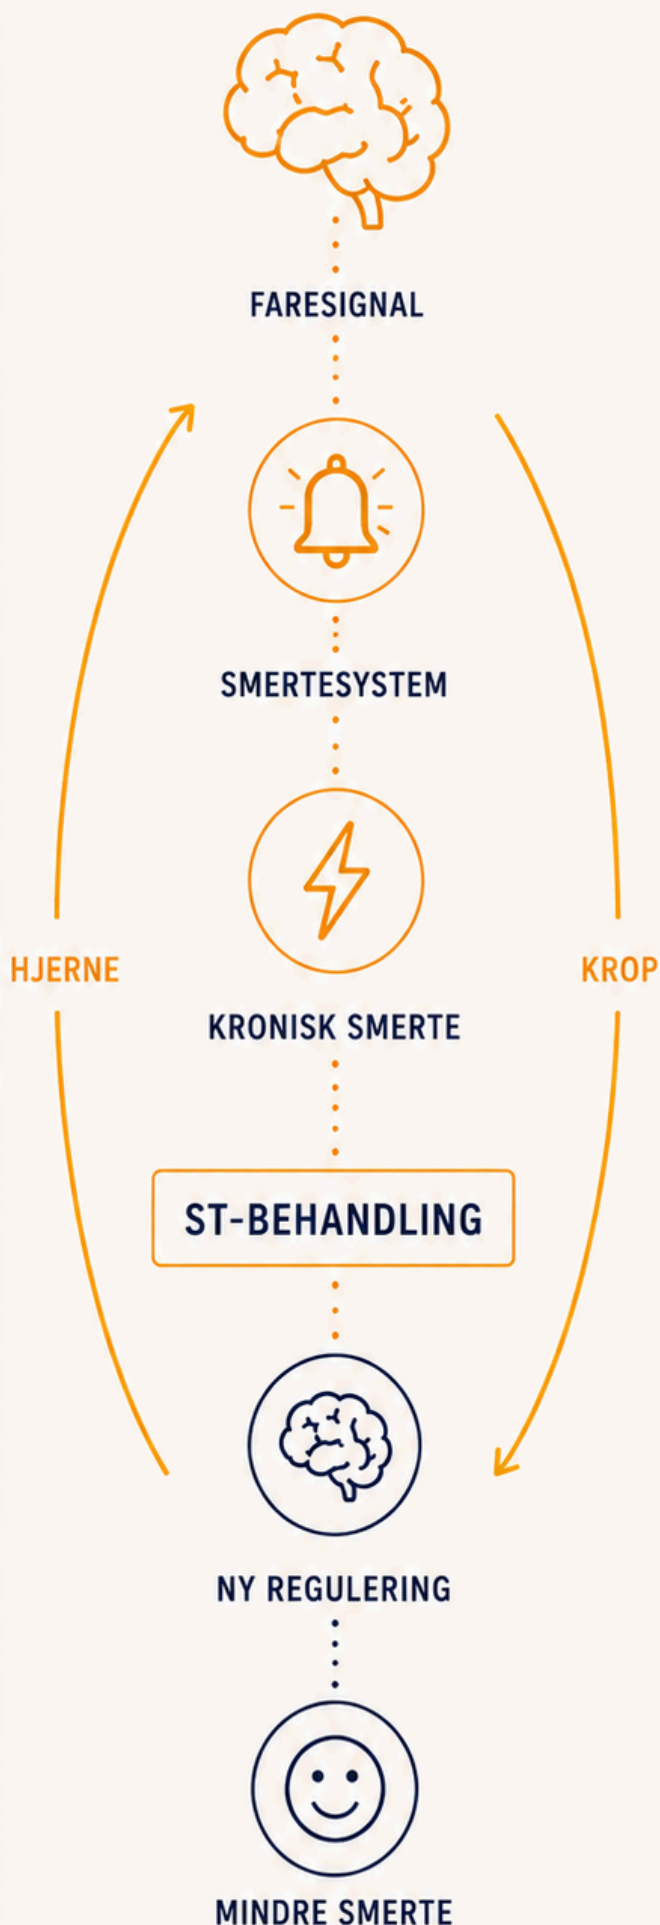 FARESIGNAL
SMERTESYSTEM
HJERNE
KROP
KRONISK SMERTE
ST-BEHANDLING
NY REGULERING
MINDRE SMERTE